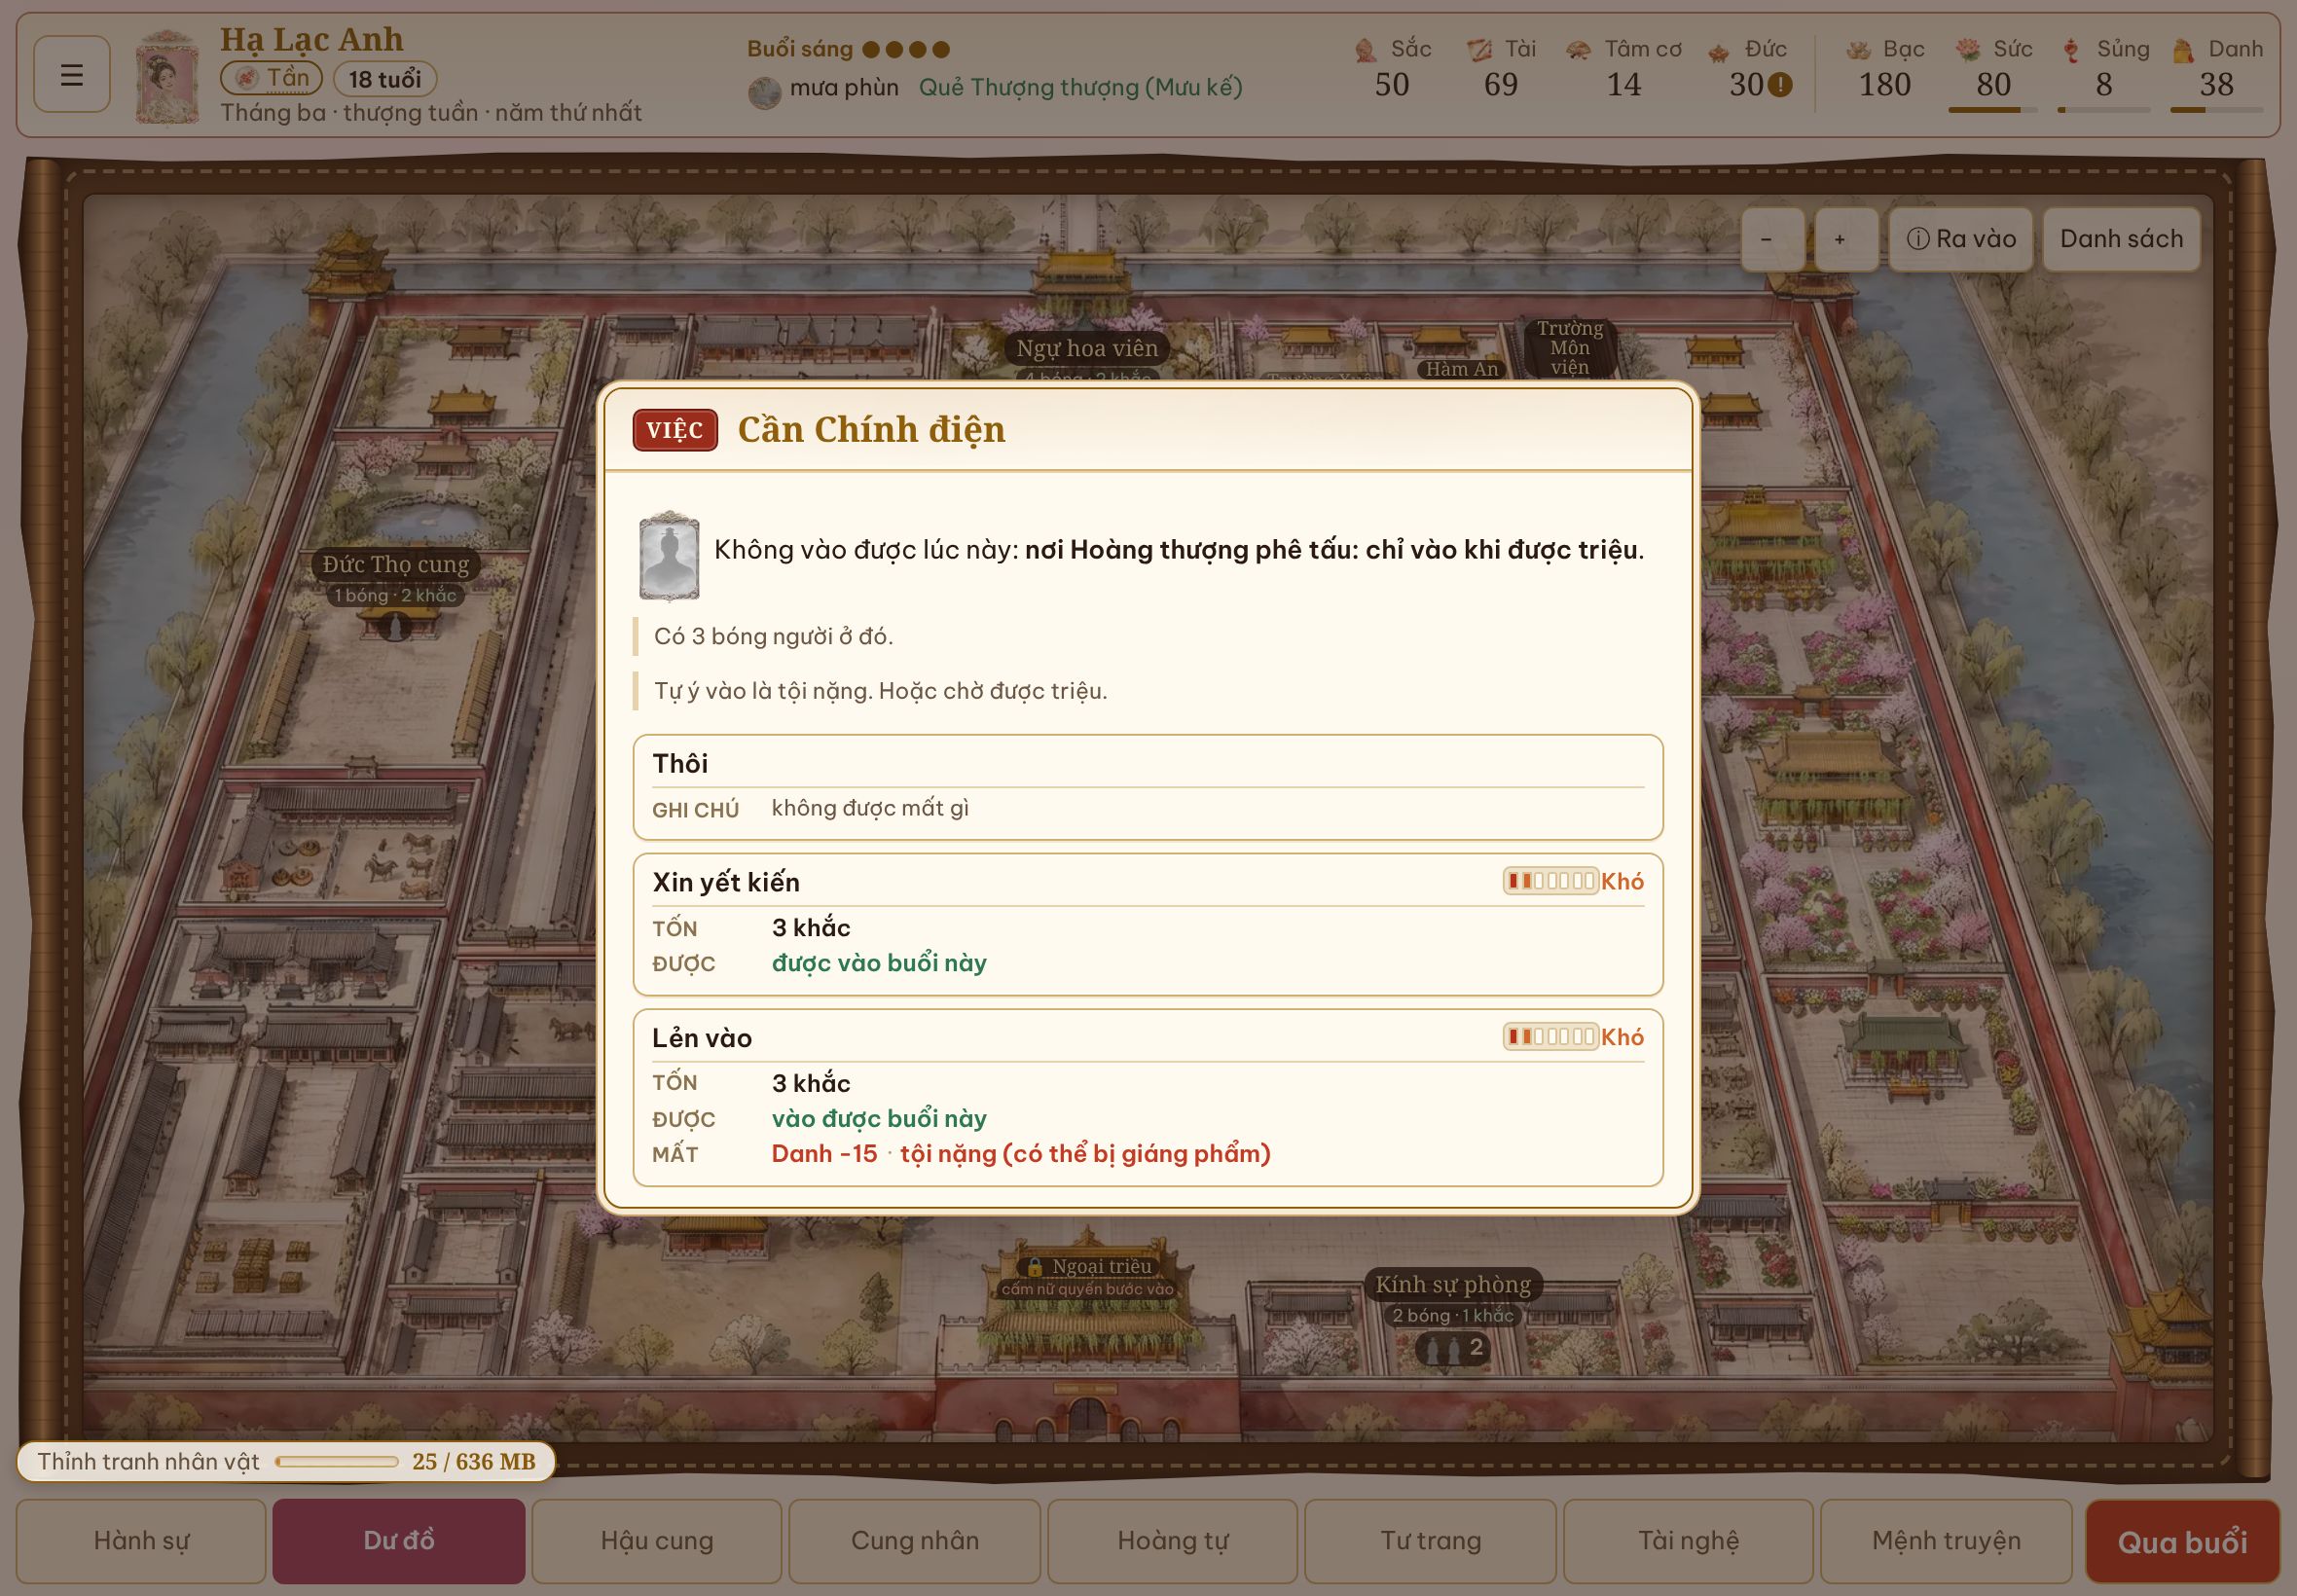 Hạ Lạc Anh
Tần
18 tuổi
Tháng ba · thượng tuần · năm thứ nhất
Buổi sáng
mưa phùn Quẻ Thượng thượng (Mưu kế)
Sắc Tài Tâm cơ Đức Bạc Sức Sủng Danh
50 69 14 30 ! 180 80 8 38
- + ⓘ Ra vào Danh sách
Ngự hoa viên
4 bóng · 2 khắc
Trường Xuân
Hàm An
Trường
Môn
viện
Đức Thọ cung
1 bóng · 2 khắc
VIỆC Cần Chính điện
Không vào được lúc này: nơi Hoàng thượng phê tấu: chỉ vào khi được triệu.
Có 3 bóng người ở đó.
Tự ý vào là tội nặng. Hoặc chờ được triệu.
Thôi
GHI CHÚ không được mất gì
Xin yết kiến Khó
TỐN 3 khắc
ĐƯỢC được vào buổi này
Lẻn vào Khó
TỐN 3 khắc
ĐƯỢC vào được buổi này
MẤT Danh -15 · tội nặng (có thể bị giáng phẩm)
Ngoại triều
cấm nữ quyến bước vào
Kính sự phòng
2 bóng · 1 khắc
2
Thỉnh tranh nhân vật 25 / 636 MB
Hành sự Dư đồ Hậu cung Cung nhân Hoàng tự Tư trang Tài nghệ Mệnh truyện Qua buổi